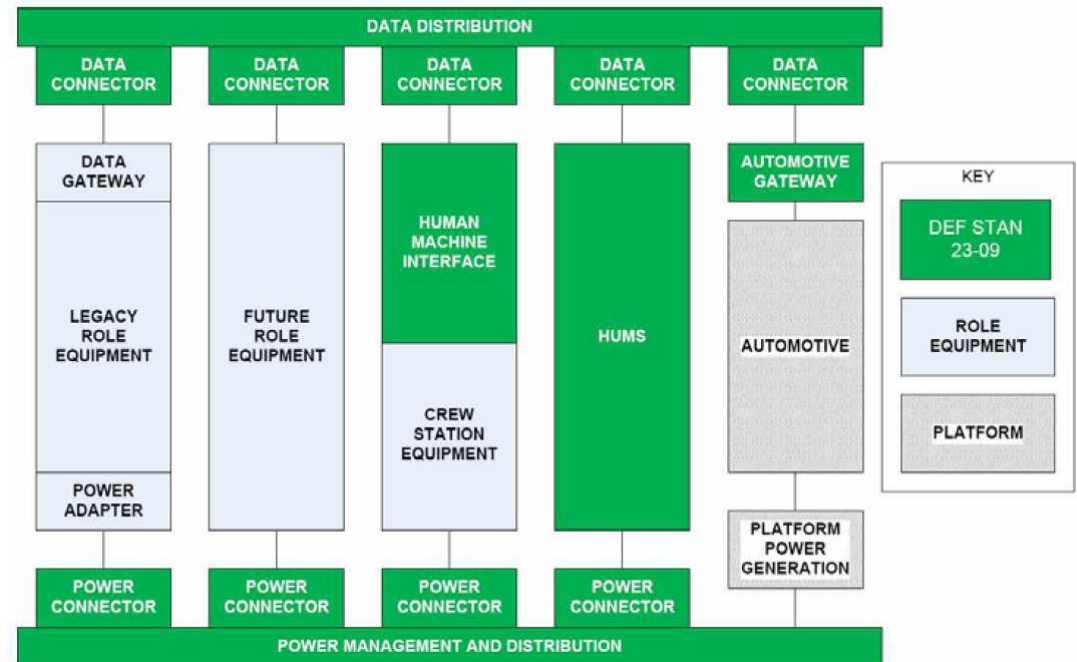 DATA DISTRIBUTION
DATA
CONNECTOR
DATA
CONNECTOR
DATA
CONNECTOR
DATA
CONNECTOR
DATA
CONNECTOR
DATA
GATEWAY
LEGACY
ROLE
EQUIPMENT
POWER
ADAPTER
FUTURE
ROLE
EQUIPMENT
HUMAN
MACHINE
INTERFACE
CREW
STATION
EQUIPMENT
HUMS
AUTOMOTIVE
GATEWAY
AUTOMOTIVE
PLATFORM
POWER
GENERATION
KEY
DEF STAN
23-09
ROLE
EQUIPMENT
PLATFORM
POWER
CONNECTOR
POWER
CONNECTOR
POWER
CONNECTOR
POWER
CONNECTOR
POWER MANAGEMENT AND DISTRIBUTION